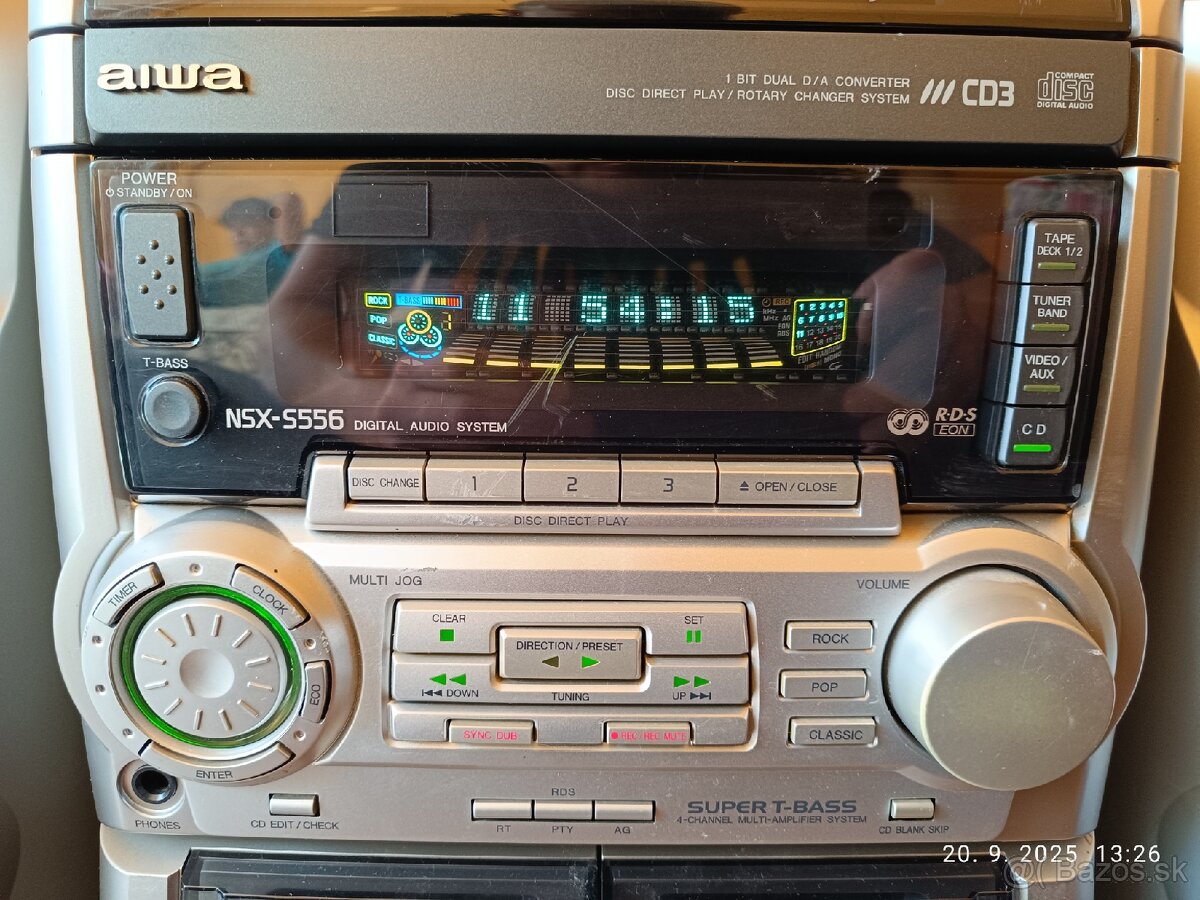 aiwa
1 BIT DUAL D/A CONVERTER
DISC DIRECT PLAY / ROTARY CHANGER SYSTEM
CD3
COMPACT
disc
DIGITAL AUDIO
POWER
STANDBY / ON
TAPE
DECK 1/2
TUNER
BAND
VIDEO /
AUX
CD
ROCK
T-BASS
POP
CLASSIC
11 54:15
T-BASS
NSX-S556 DIGITAL AUDIO SYSTEM
R·D·S
EON
DISC CHANGE
1
2
3
OPEN / CLOSE
DISC DIRECT PLAY
MULTI JOG
VOLUME
TIMER
CLOCK
ECO
ENTER
CLEAR
SET
DIRECTION / PRESET
DOWN
TUNING
UP
SYNC DUB
REC/REC MUTE
ROCK
POP
CLASSIC
PHONES
CD EDIT / CHECK
RDS
RT
PTY
AG
SUPER T-BASS
4-CHANNEL MULTI-AMPLIFIER SYSTEM
CD BLANK SKIP
20. 9. 2025 13:26
Bazos.sk